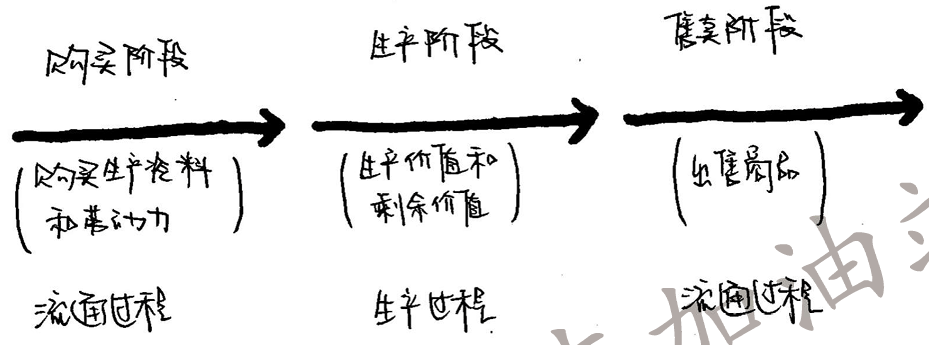 购买阶段
生产阶段
售卖阶段
(购买生产资料
和劳动力)
(生产价值和
剩余价值)
(出售商品)
流通过程
生产过程
流通过程
加油